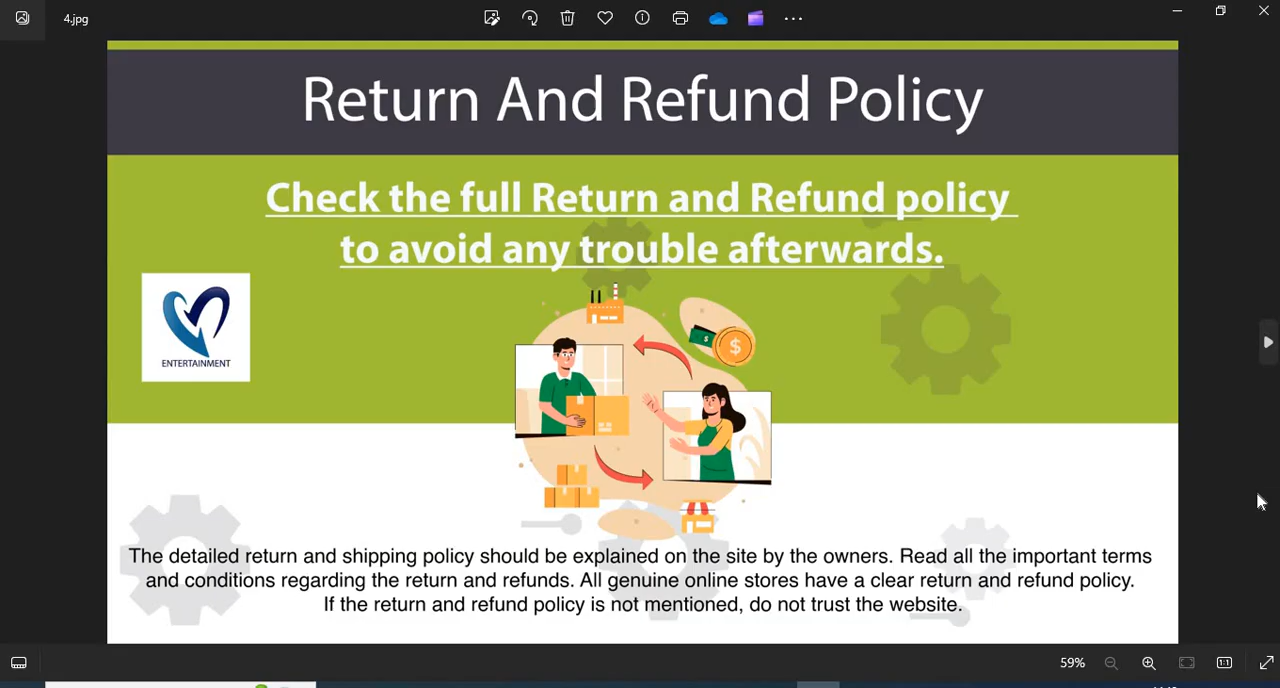 4.jpg
Return And Refund Policy
Check the full Return and Refund policy
to avoid any trouble afterwards.
ENTERTAINMENT
The detailed return and shipping policy should be explained on the site by the owners. Read all the important terms
and conditions regarding the return and refunds. All genuine online stores have a clear return and refund policy.
If the return and refund policy is not mentioned, do not trust the website.
59%
1:1